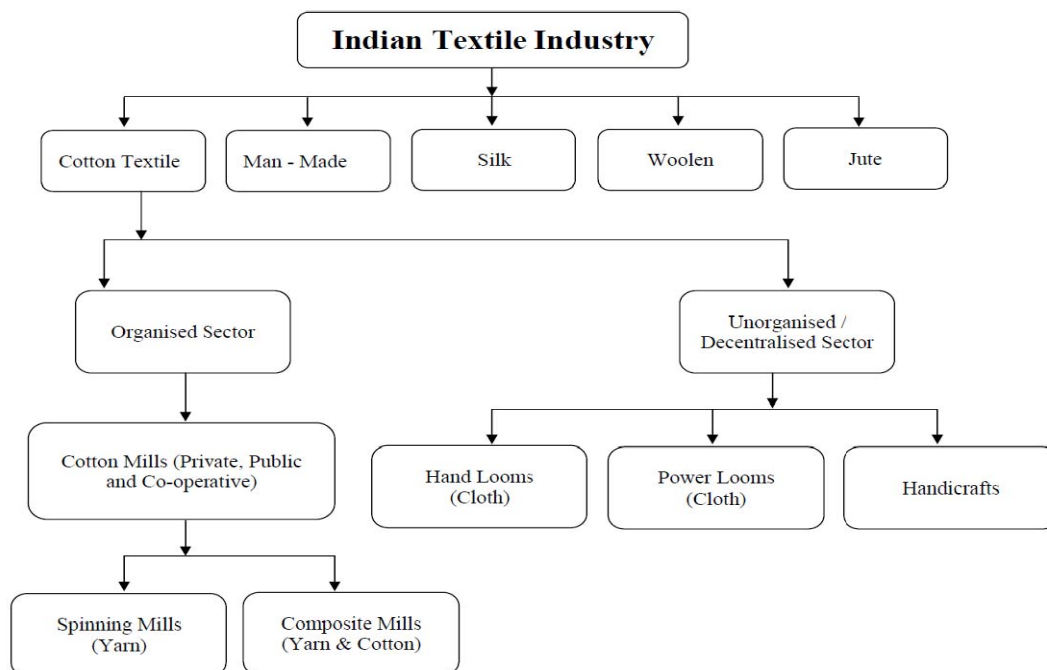 Indian Textile Industry
Cotton Textile
Man - Made
Silk
Woolen
Jute
Organised Sector
Unorganised /
Decentralised Sector
Cotton Mills (Private, Public
and Co-operative)
Hand Looms
(Cloth)
Power Looms
(Cloth)
Handicrafts
Spinning Mills
(Yarn)
Composite Mills
(Yarn & Cotton)